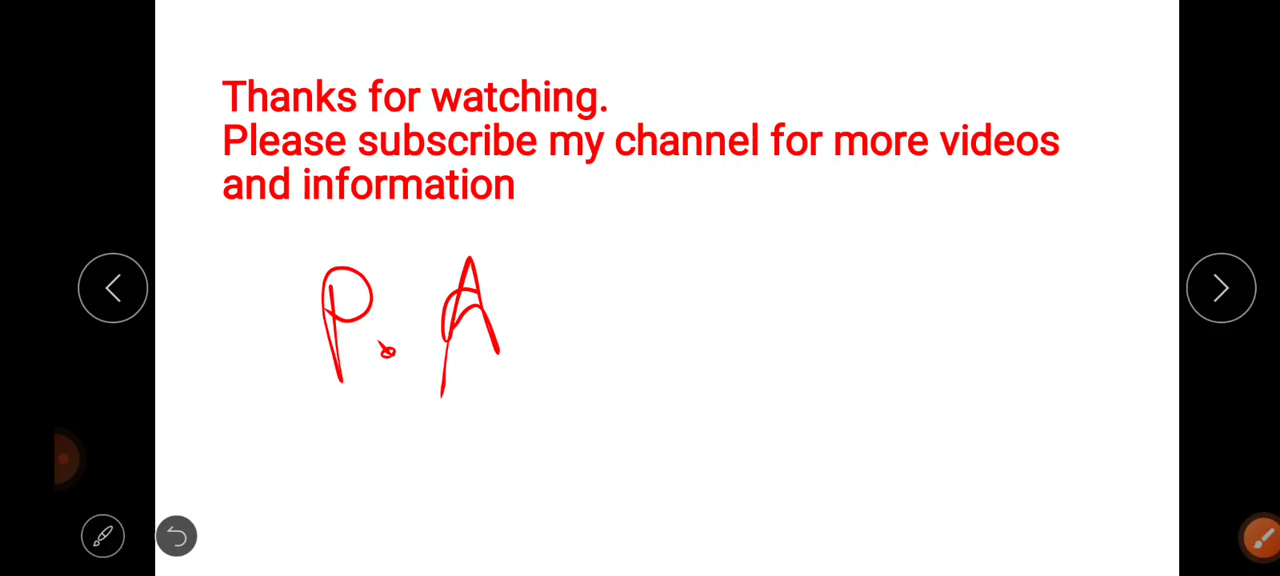 Thanks for watching.
Please subscribe my channel for more videos
and information
P. A